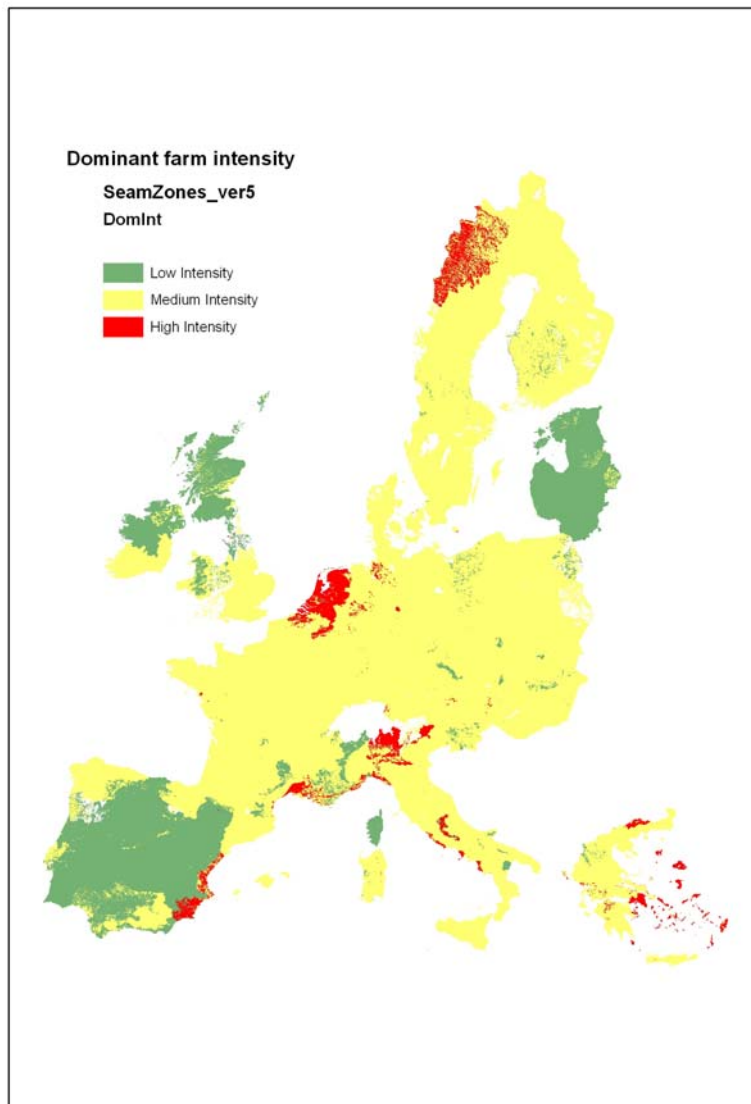 Dominant farm intensity
SeamZones_ver5
DomInt
Low Intensity
Medium Intensity
High Intensity